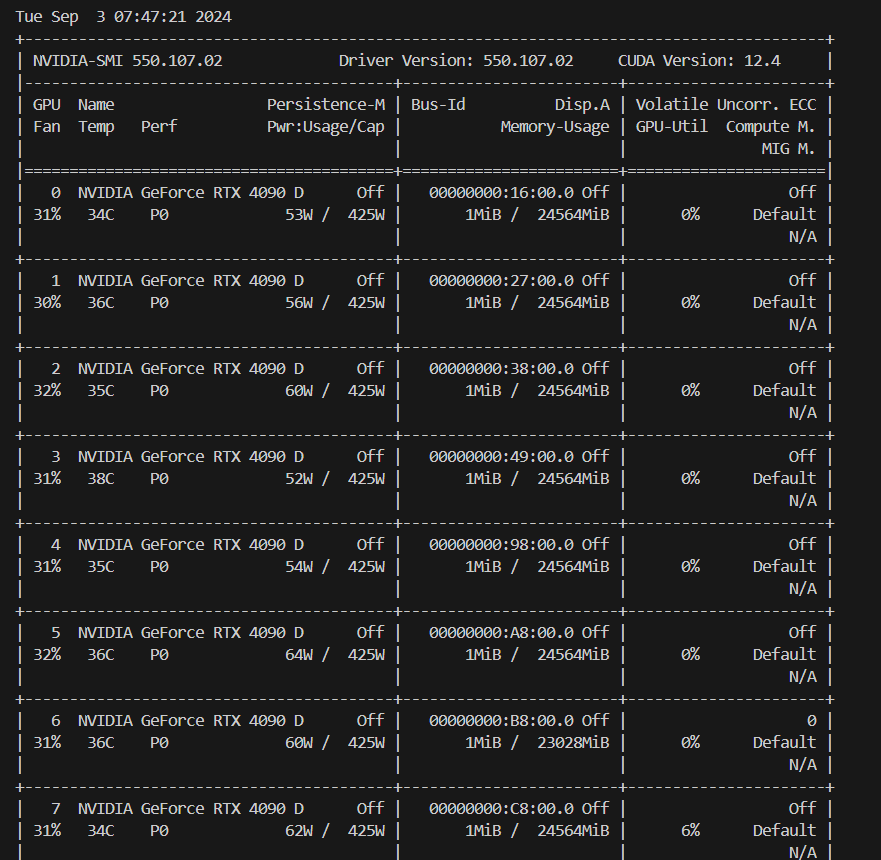 Tue Sep  3 07:47:21 2024
+-----------------------------------------------------------------------------------------+
| NVIDIA-SMI 550.107.02             Driver Version: 550.107.02     CUDA Version: 12.4     |
|-----------------------------------------+------------------------+----------------------+
| GPU  Name                 Persistence-M | Bus-Id          Disp.A | Volatile Uncorr. ECC |
| Fan  Temp   Perf          Pwr:Usage/Cap |           Memory-Usage | GPU-Util  Compute M. |
|                                         |                        |               MIG M. |
|=========================================+========================+======================|
|   0  NVIDIA GeForce RTX 4090 D      Off |   00000000:16:00.0 Off |                  Off |
| 31%   34C    P0             53W /  425W |       1MiB /  24564MiB |      0%      Default |
|                                         |                        |                  N/A |
+-----------------------------------------+------------------------+----------------------+
|   1  NVIDIA GeForce RTX 4090 D      Off |   00000000:27:00.0 Off |                  Off |
| 30%   36C    P0             56W /  425W |       1MiB /  24564MiB |      0%      Default |
|                                         |                        |                  N/A |
+-----------------------------------------+------------------------+----------------------+
|   2  NVIDIA GeForce RTX 4090 D      Off |   00000000:38:00.0 Off |                  Off |
| 32%   35C    P0             60W /  425W |       1MiB /  24564MiB |      0%      Default |
|                                         |                        |                  N/A |
+-----------------------------------------+------------------------+----------------------+
|   3  NVIDIA GeForce RTX 4090 D      Off |   00000000:49:00.0 Off |                  Off |
| 31%   38C    P0             52W /  425W |       1MiB /  24564MiB |      0%      Default |
|                                         |                        |                  N/A |
+-----------------------------------------+------------------------+----------------------+
|   4  NVIDIA GeForce RTX 4090 D      Off |   00000000:98:00.0 Off |                  Off |
| 31%   35C    P0             54W /  425W |       1MiB /  24564MiB |      0%      Default |
|                                         |                        |                  N/A |
+-----------------------------------------+------------------------+----------------------+
|   5  NVIDIA GeForce RTX 4090 D      Off |   00000000:A8:00.0 Off |                  Off |
| 32%   36C    P0             64W /  425W |       1MiB /  24564MiB |      0%      Default |
|                                         |                        |                  N/A |
+-----------------------------------------+------------------------+----------------------+
|   6  NVIDIA GeForce RTX 4090 D      Off |   00000000:B8:00.0 Off |                    0 |
| 31%   36C    P0             60W /  425W |       1MiB /  23028MiB |      0%      Default |
|                                         |                        |                  N/A |
+-----------------------------------------+------------------------+----------------------+
|   7  NVIDIA GeForce RTX 4090 D      Off |   00000000:C8:00.0 Off |                  Off |
| 31%   34C    P0             62W /  425W |       1MiB /  24564MiB |      6%      Default |
|                                         |                        |                  N/A |